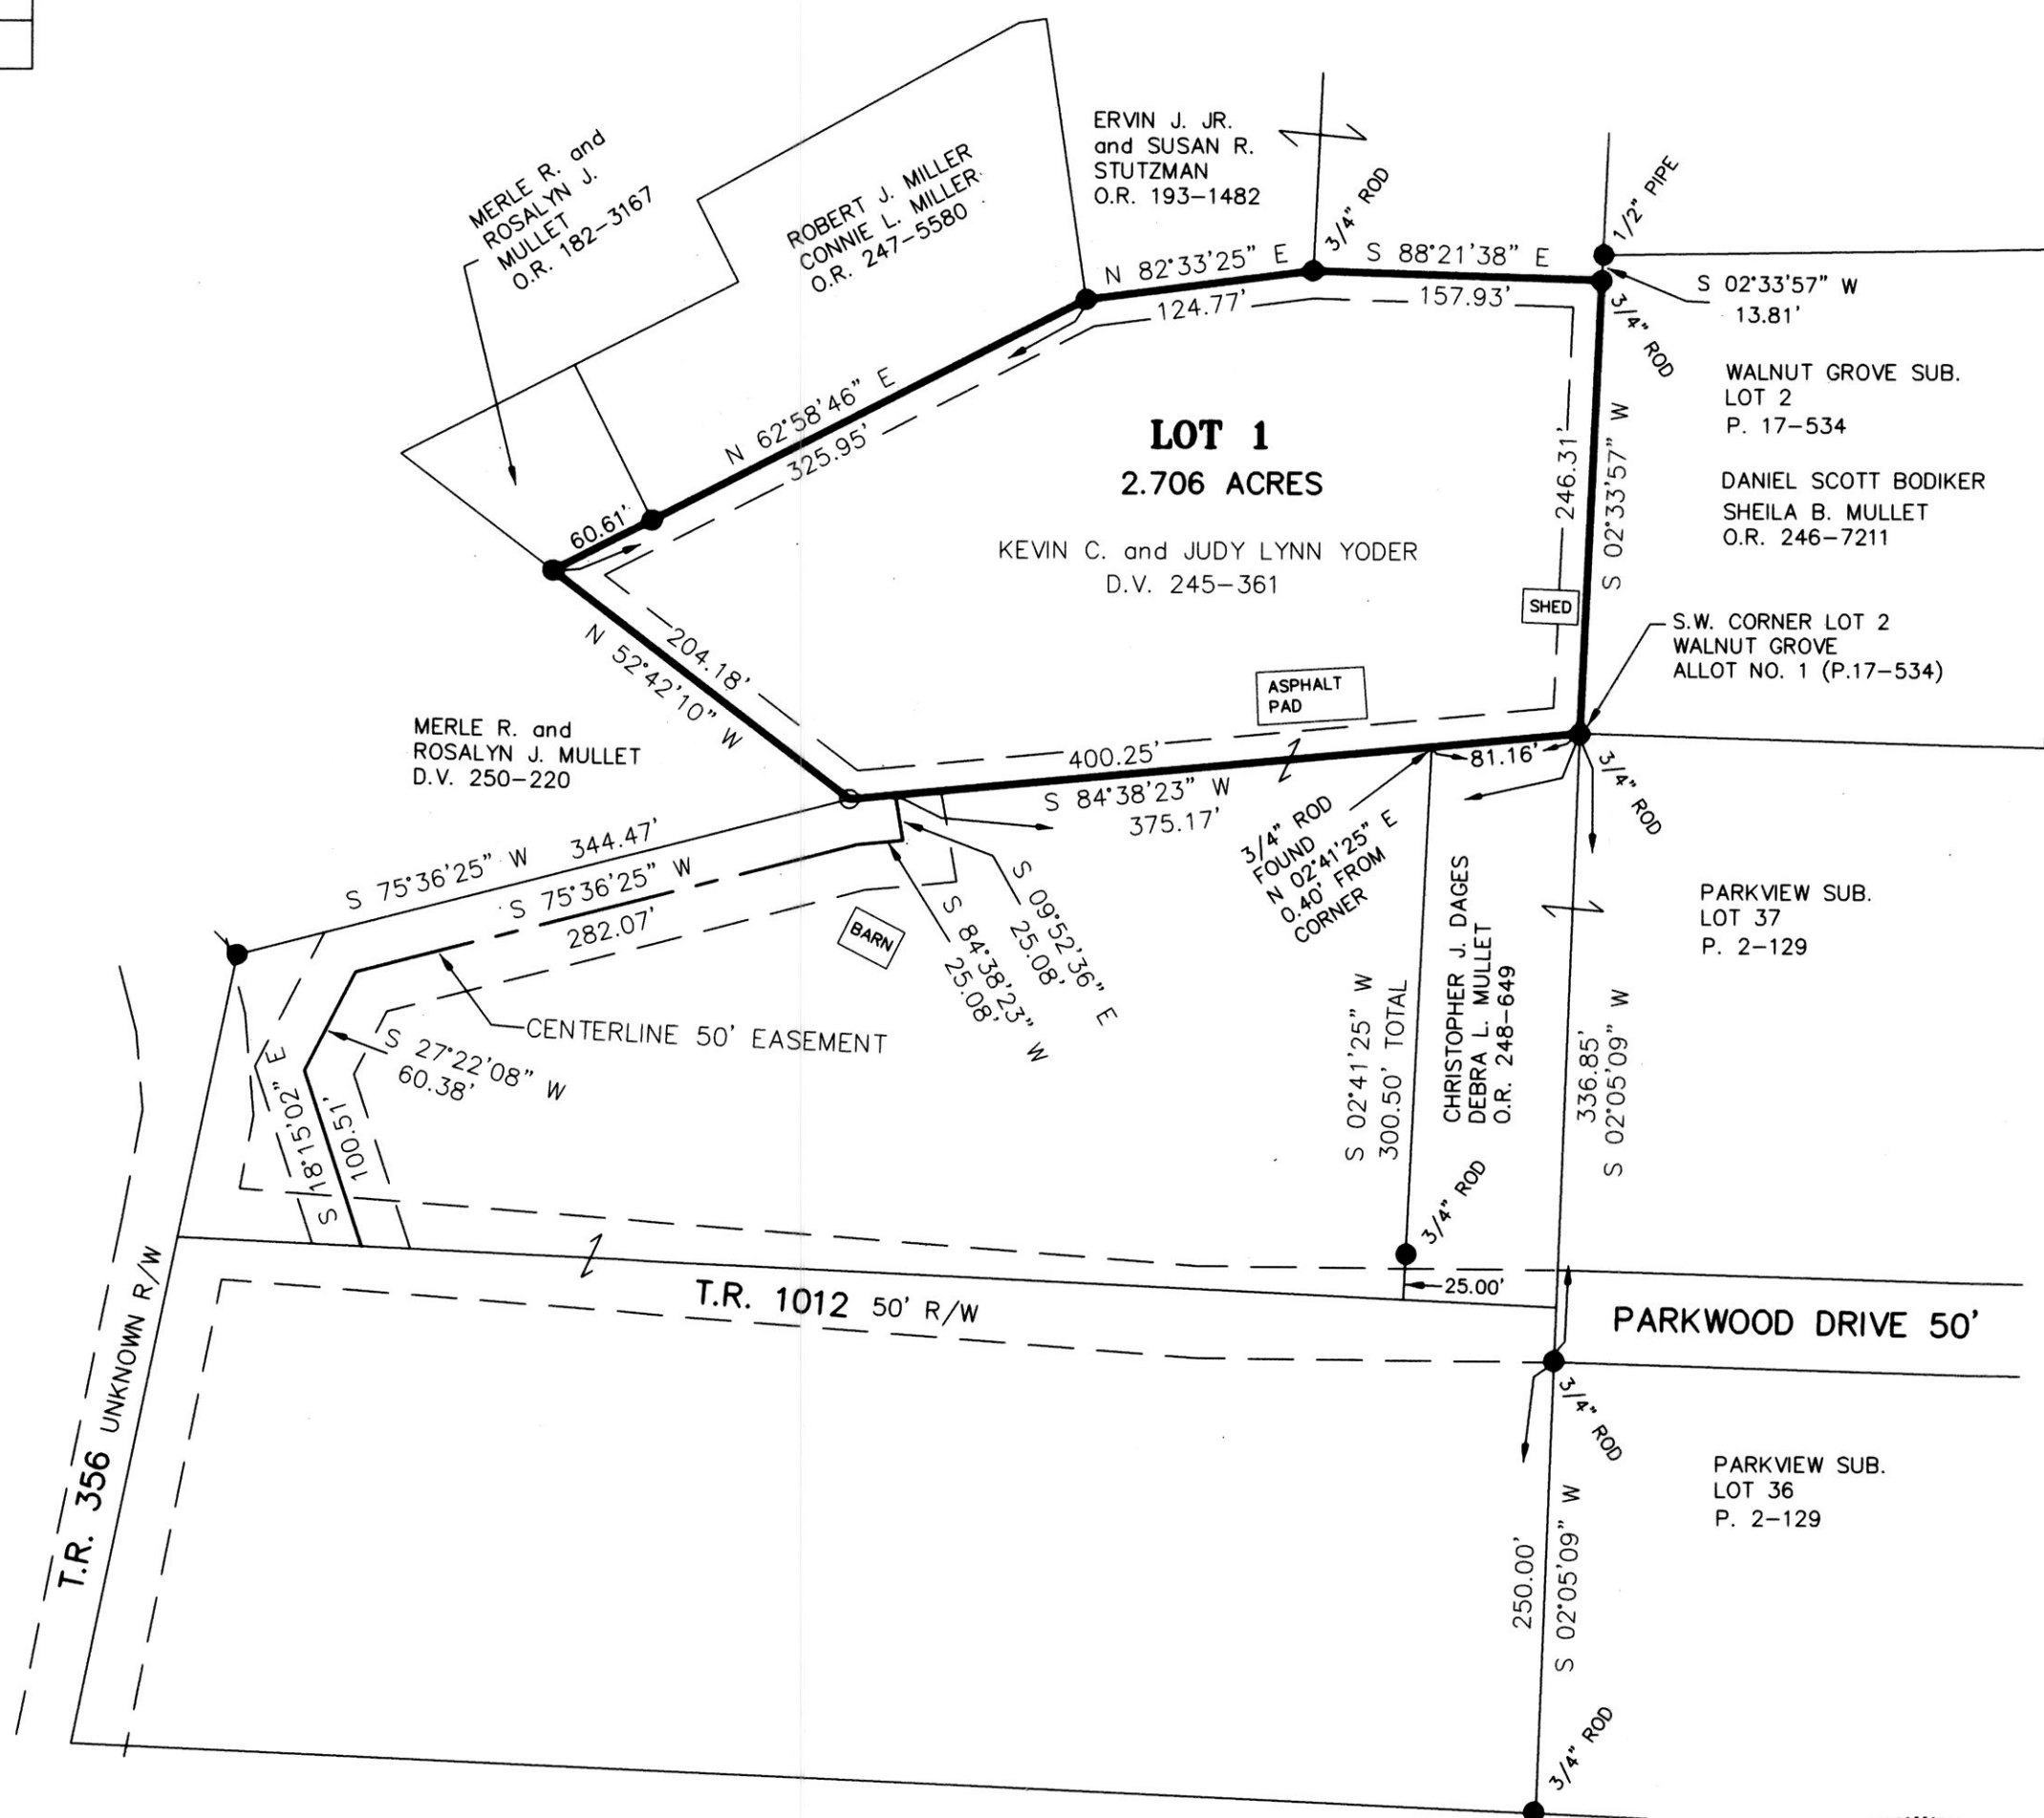 MERLE R. and
ROSALYN J.
MULLET
O.R. 182-3167
ROBERT J. MILLER
CONNIE L. MILLER
O.R. 247-5580
ERVIN J. JR.
and SUSAN R.
STUTZMAN
O.R. 193-1482
3/4" ROD
1/2" PIPE
N 82°33'25" E
124.77'
S 88°21'38" E
157.93'
S 02°33'57" W
13.81'
3/4" ROD
WALNUT GROVE SUB.
LOT 2
P. 17-534
DANIEL SCOTT BODIKER
SHEILA B. MULLET
O.R. 246-7211
N 62°58'46" E
325.95'
60.61'
LOT 1
2.706 ACRES
KEVIN C. and JUDY LYNN YODER
D.V. 245-361
246.31'
S 02°33'57" W
SHED
S.W. CORNER LOT 2
WALNUT GROVE
ALLOT NO. 1 (P.17-534)
204.18'
N 52°42'10" W
ASPHALT
PAD
MERLE R. and
ROSALYN J. MULLET
D.V. 250-220
400.25'
81.16'
S 84°38'23" W
375.17'
3/4" ROD
3/4" ROD
FOUND
N 02°41'25" E
0.40' FROM
CORNER
S 75°36'25" W 344.47'
S 75°36'25" W
282.07'
BARN
S 09°52'36" E
25.08'
S 84°38'23" W
25.08'
CENTERLINE 50' EASEMENT
S 27°22'08" W
60.38'
S 18°15'02" E
100.51'
S 02°41'25" W
300.50' TOTAL
CHRISTOPHER J. DAGES
DEBRA L. MULLET
O.R. 248-649
336.85'
S 02°05'09" W
PARKVIEW SUB.
LOT 37
P. 2-129
3/4" ROD
25.00'
T.R. 1012 50' R/W
PARKWOOD DRIVE 50'
T.R. 356 UNKNOWN R/W
3/4" ROD
PARKVIEW SUB.
LOT 36
P. 2-129
250.00'
S 02°05'09" W
3/4" ROD